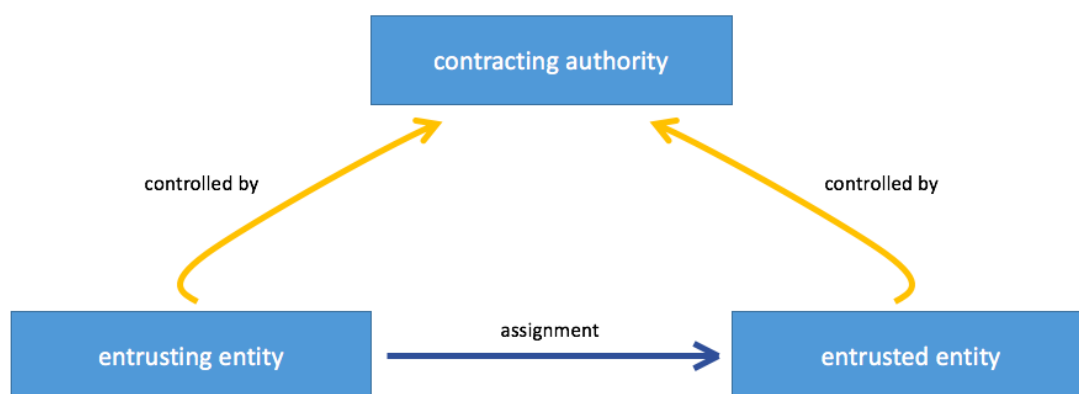 contracting authority
controlled by
controlled by
assignment
entrusting entity
entrusted entity